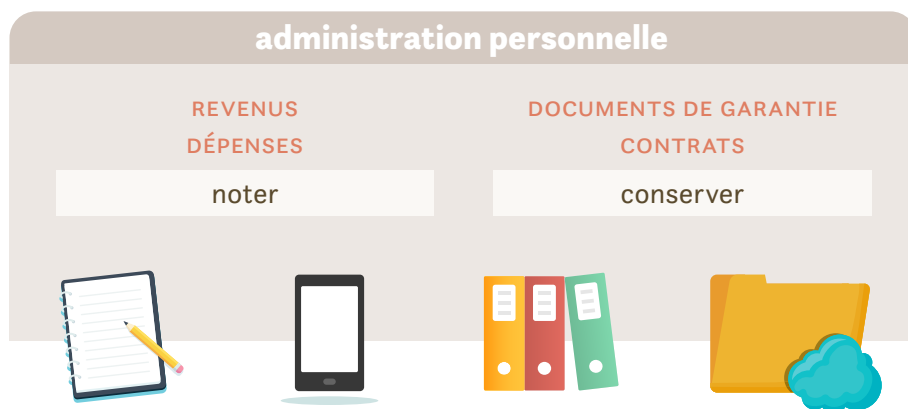 administration personnelle
REVENUS
DÉPENSES
noter
DOCUMENTS DE GARANTIE
CONTRATS
conserver